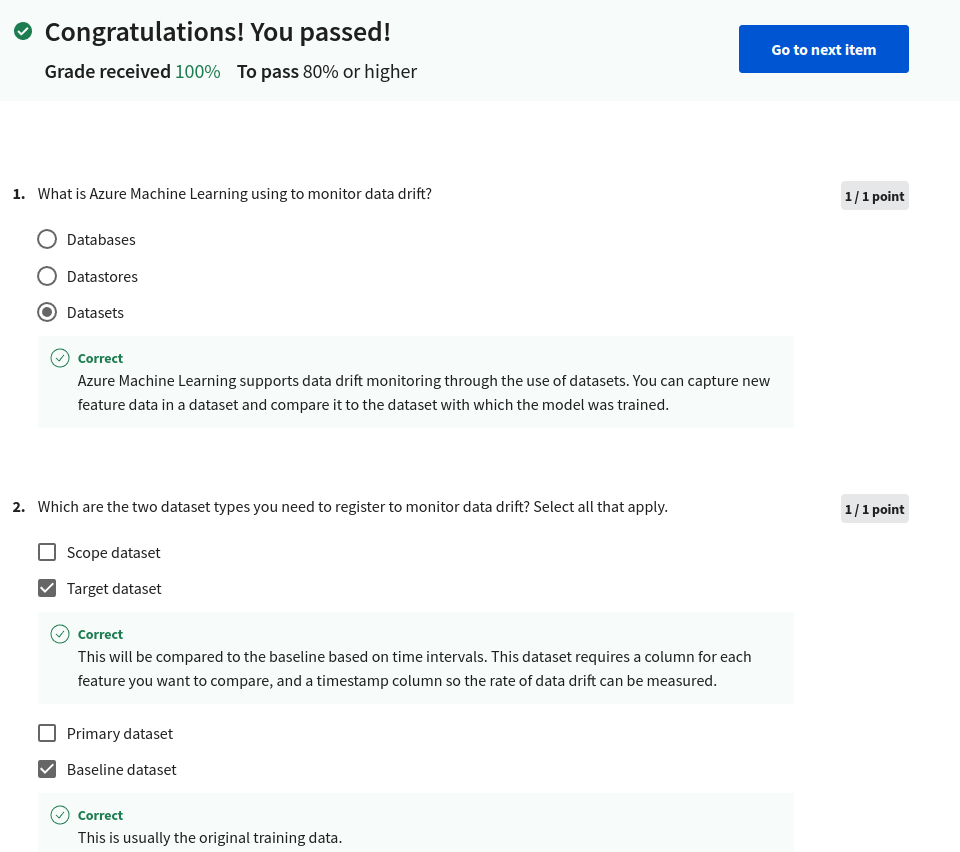 Congratulations! You passed!
Grade received 100% To pass 80% or higher
Go to next item
1. What is Azure Machine Learning using to monitor data drift?
1 / 1 point
Databases
Datastores
Datasets
Correct
Azure Machine Learning supports data drift monitoring through the use of datasets. You can capture new
feature data in a dataset and compare it to the dataset with which the model was trained.
2. Which are the two dataset types you need to register to monitor data drift? Select all that apply.
1 / 1 point
Scope dataset
Target dataset
Correct
This will be compared to the baseline based on time intervals. This dataset requires a column for each
feature you want to compare, and a timestamp column so the rate of data drift can be measured.
Primary dataset
Baseline dataset
Correct
This is usually the original training data.